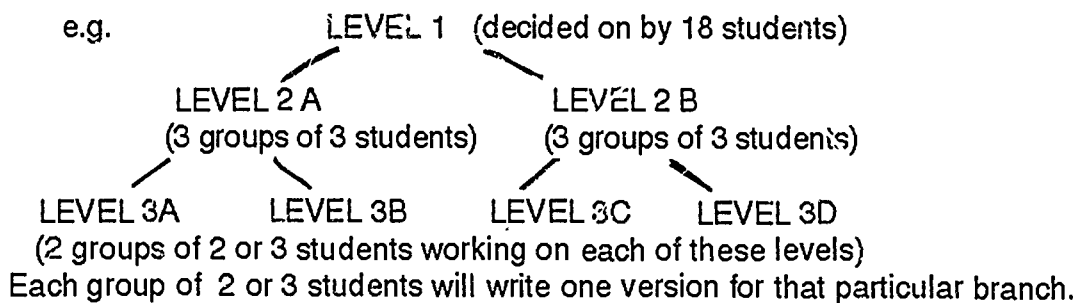 e.g. LEVEL 1 (decided on by 18 students)
LEVEL 2 A LEVEL 2 B
(3 groups of 3 students) (3 groups of 3 students)
LEVEL 3A LEVEL 3B LEVEL 3C LEVEL 3D
(2 groups of 2 or 3 students working on each of these levels)
Each group of 2 or 3 students will write one version for that particular branch.